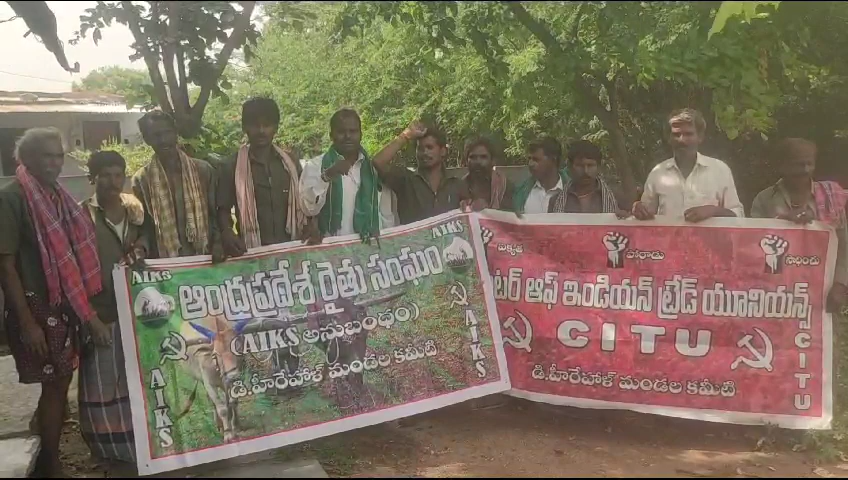 AIKS
AIKS
ఆంధ్రప్రదేశ్ రైతు సంఘం
(AIKS అనుబంధం)
డి.హీరేహాళ్ మండల కమిటీ
AIKS
AIKS
ఐక్యత
పోరాడు
సాధించు
టర్ ఆఫ్ ఇండియన్ ట్రేడ్ యూనియన్స్
CITU
డి.హీరేహాళ్ మండల కమిటీ
CITU